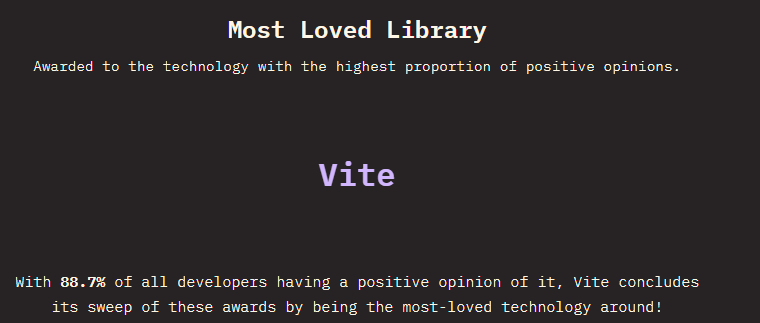 Most Loved Library
Awarded to the technology with the highest proportion of positive opinions.
Vite
With 88.7% of all developers having a positive opinion of it, Vite concludes
its sweep of these awards by being the most-loved technology around!